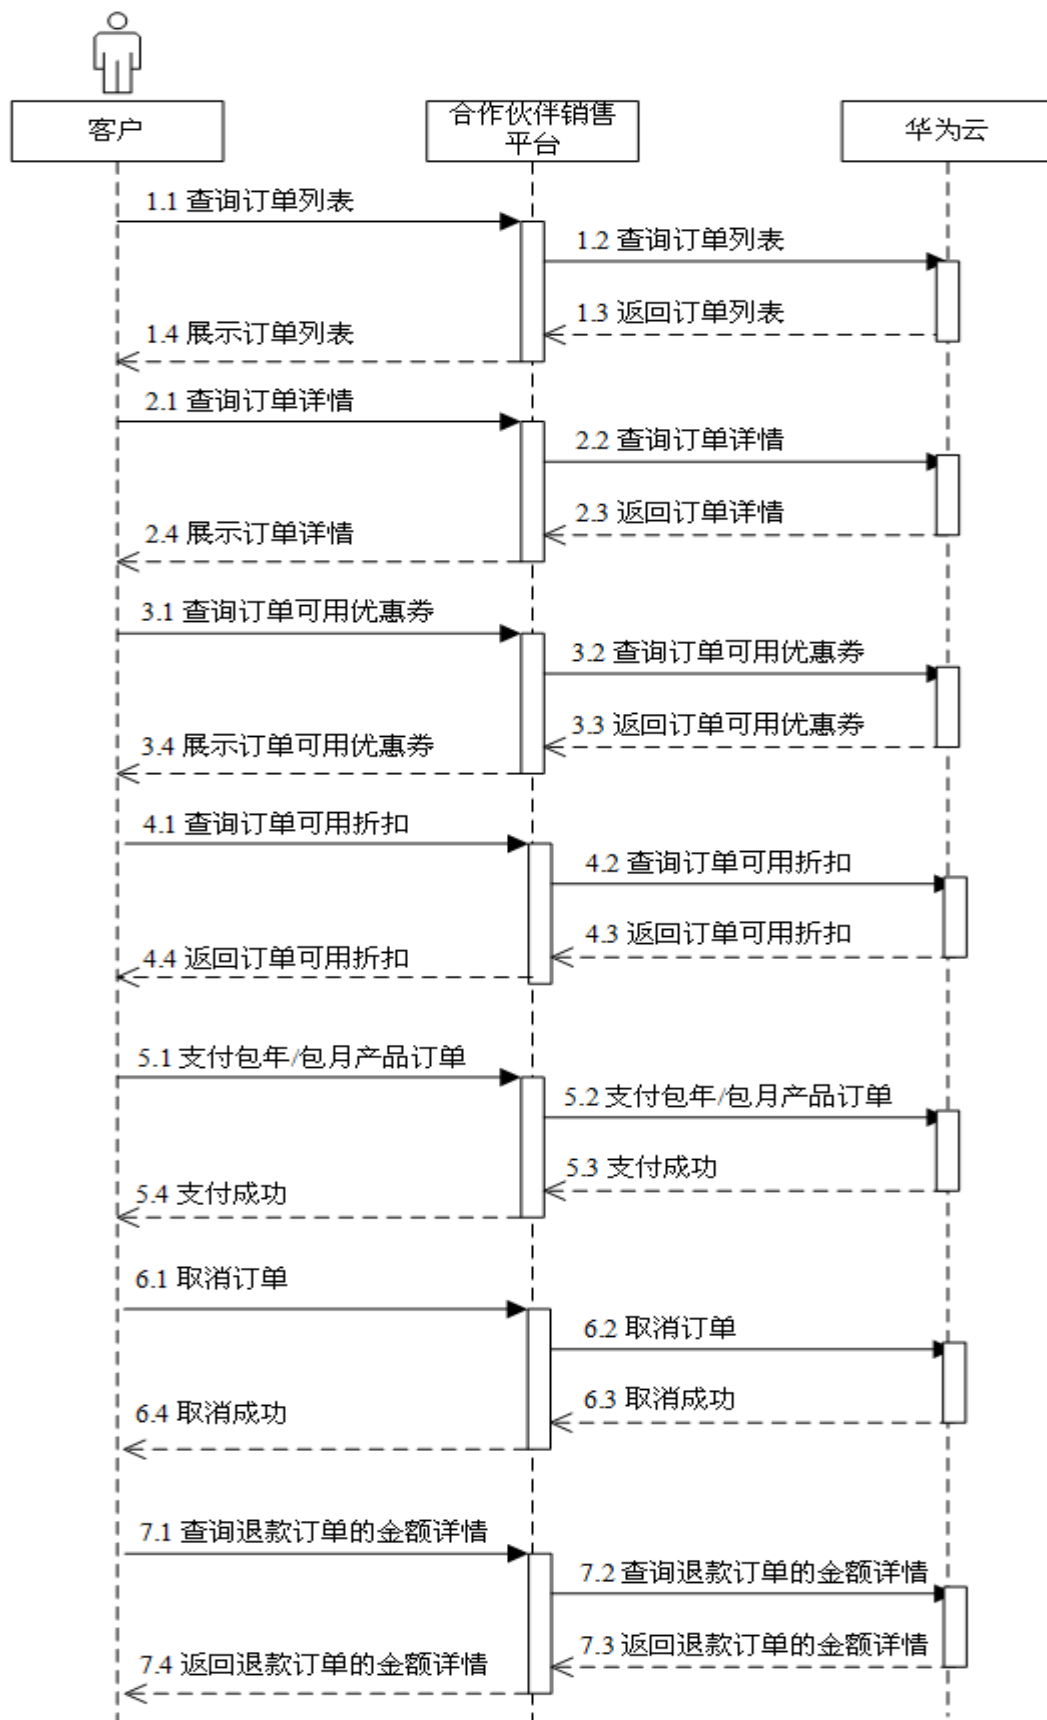 客户
合作伙伴销售
平台
华为云
1.1 查询订单列表
1.2 查询订单列表
1.3 返回订单列表
1.4 展示订单列表
2.1 查询订单详情
2.2 查询订单详情
2.3 返回订单详情
2.4 展示订单详情
3.1 查询订单可用优惠券
3.2 查询订单可用优惠券
3.3 返回订单可用优惠券
3.4 展示订单可用优惠券
4.1 查询订单可用折扣
4.2 查询订单可用折扣
4.3 返回订单可用折扣
4.4 返回订单可用折扣
5.1 支付包年/包月产品订单
5.2 支付包年/包月产品订单
5.3 支付成功
5.4 支付成功
6.1 取消订单
6.2 取消订单
6.3 取消成功
6.4 取消成功
7.1 查询退款订单的金额详情
7.2 查询退款订单的金额详情
7.3 返回退款订单的金额详情
7.4 返回退款订单的金额详情